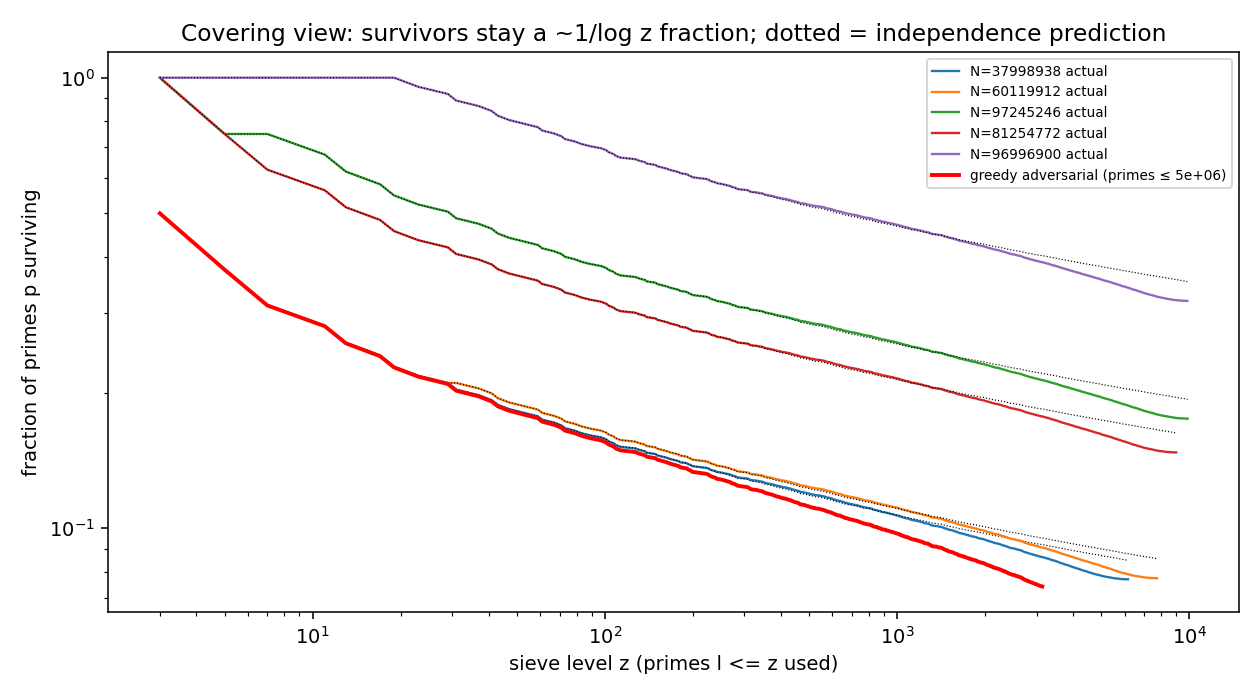 Covering view: survivors stay a ~1/log z fraction; dotted = independence prediction
fraction of primes p surviving
10⁰
10⁻¹
N=37998938 actual
N=60119912 actual
N=97245246 actual
N=81254772 actual
N=96996900 actual
greedy adversarial (primes ≤ 5e+06)
10¹
10²
10³
10⁴
sieve level z (primes l <= z used)